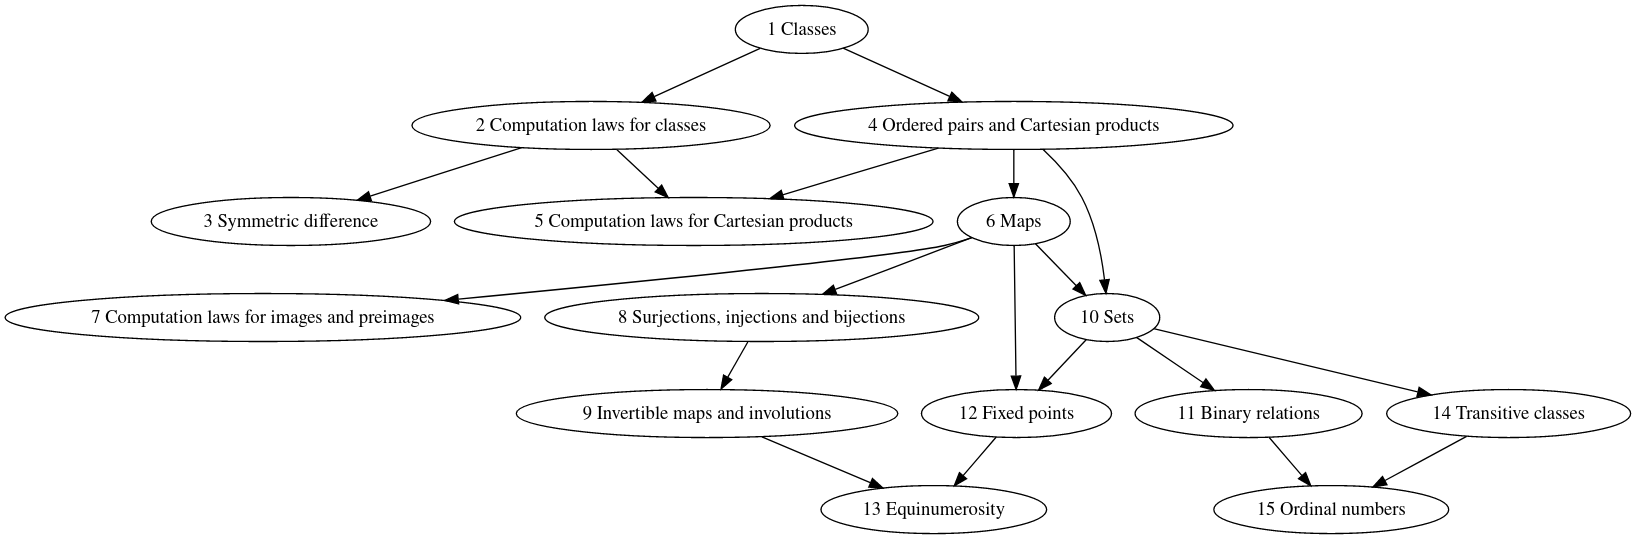 1 Classes
2 Computation laws for classes
4 Ordered pairs and Cartesian products
3 Symmetric difference
5 Computation laws for Cartesian products
6 Maps
7 Computation laws for images and preimages
8 Surjections, injections and bijections
10 Sets
9 Invertible maps and involutions
12 Fixed points
11 Binary relations
14 Transitive classes
13 Equinumerosity
15 Ordinal numbers